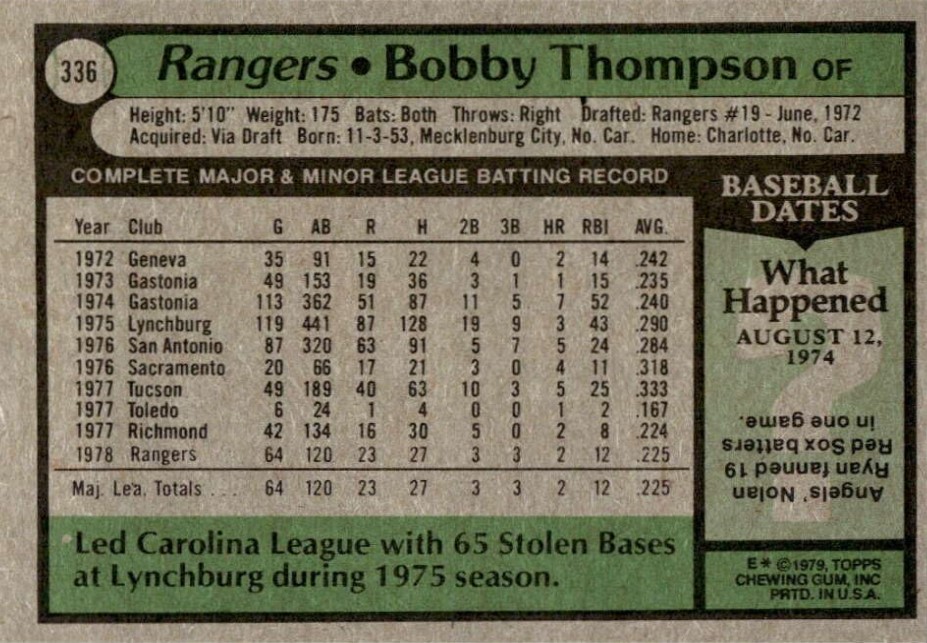 336
Rangers • Bobby Thompson OF
Height: 5'10" Weight: 175 Bats: Both Throws: Right Drafted: Rangers #19 - June, 1972
Acquired: Via Draft Born: 11-3-53, Mecklenburg City, No. Car. Home: Charlotte, No. Car.
COMPLETE MAJOR & MINOR LEAGUE BATTING RECORD
Year Club G AB R H 2B 3B HR RBI AVG.
1972 Geneva 35 91 15 22 4 0 2 14 .242
1973 Gastonia 49 153 19 36 3 1 1 15 .235
1974 Gastonia 113 362 51 87 11 5 7 52 .240
1975 Lynchburg 119 441 87 128 19 9 3 43 .290
1976 San Antonio 87 320 63 91 5 7 5 24 .284
1976 Sacramento 20 66 17 21 3 0 4 11 .318
1977 Tucson 49 189 40 63 10 3 5 25 .333
1977 Toledo 6 24 1 4 0 0 1 2 .167
1977 Richmond 42 134 16 30 5 0 2 8 .224
1978 Rangers 64 120 23 27 3 3 2 12 .225
Maj. Lea. Totals . . . 64 120 23 27 3 3 2 12 .225
Led Carolina League with 65 Stolen Bases
at Lynchburg during 1975 season.
BASEBALL
DATES
What
Happened
AUGUST 12,
1974
?
Angels' Nolan
Ryan fanned 19
Red Sox batters
in one game.
E* ©1979, TOPPS
CHEWING GUM, INC
PRTD. IN U.S.A.